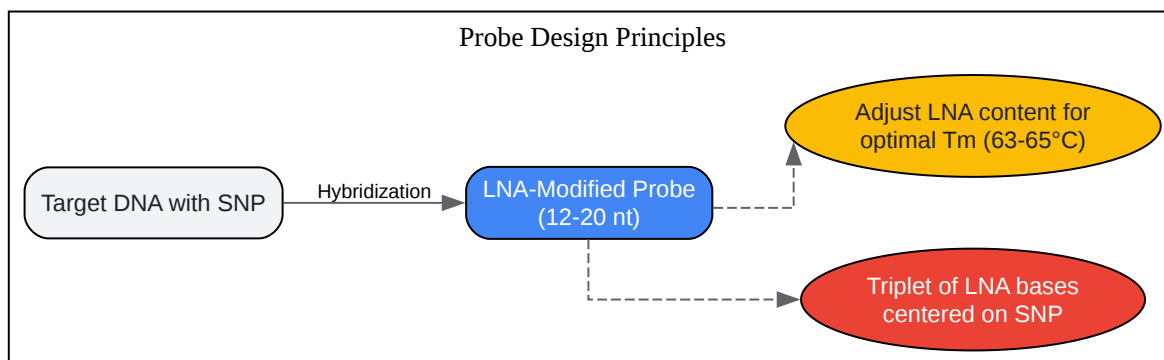 Probe Design Principles
Target DNA with SNP
Hybridization
LNA-Modified Probe
(12-20 nt)
Adjust LNA content for
optimal Tm (63-65°C)
Triplet of LNA bases
centered on SNP